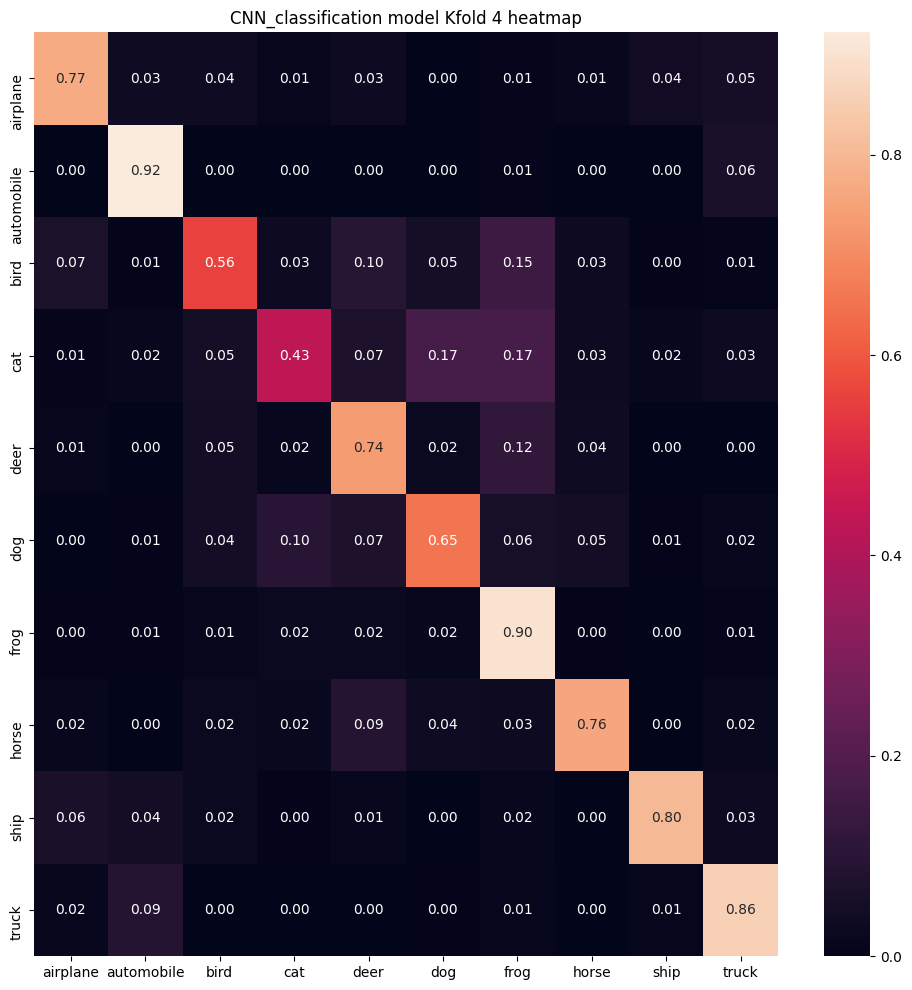 CNN_classification model Kfold 4 heatmap
airplane 0.77 0.03 0.04 0.01 0.03 0.00 0.01 0.01 0.04 0.05
automobile 0.00 0.92 0.00 0.00 0.00 0.00 0.01 0.00 0.00 0.06
bird 0.07 0.01 0.56 0.03 0.10 0.05 0.15 0.03 0.00 0.01
cat 0.01 0.02 0.05 0.43 0.07 0.17 0.17 0.03 0.02 0.03
deer 0.01 0.00 0.05 0.02 0.74 0.02 0.12 0.04 0.00 0.00
dog 0.00 0.01 0.04 0.10 0.07 0.65 0.06 0.05 0.01 0.02
frog 0.00 0.01 0.01 0.02 0.02 0.02 0.90 0.00 0.00 0.01
horse 0.02 0.00 0.02 0.02 0.09 0.04 0.03 0.76 0.00 0.02
ship 0.06 0.04 0.02 0.00 0.01 0.00 0.02 0.00 0.80 0.03
truck 0.02 0.09 0.00 0.00 0.00 0.00 0.01 0.00 0.01 0.86
airplane automobile bird cat deer dog frog horse ship truck
0.8
0.6
0.4
0.2
0.0